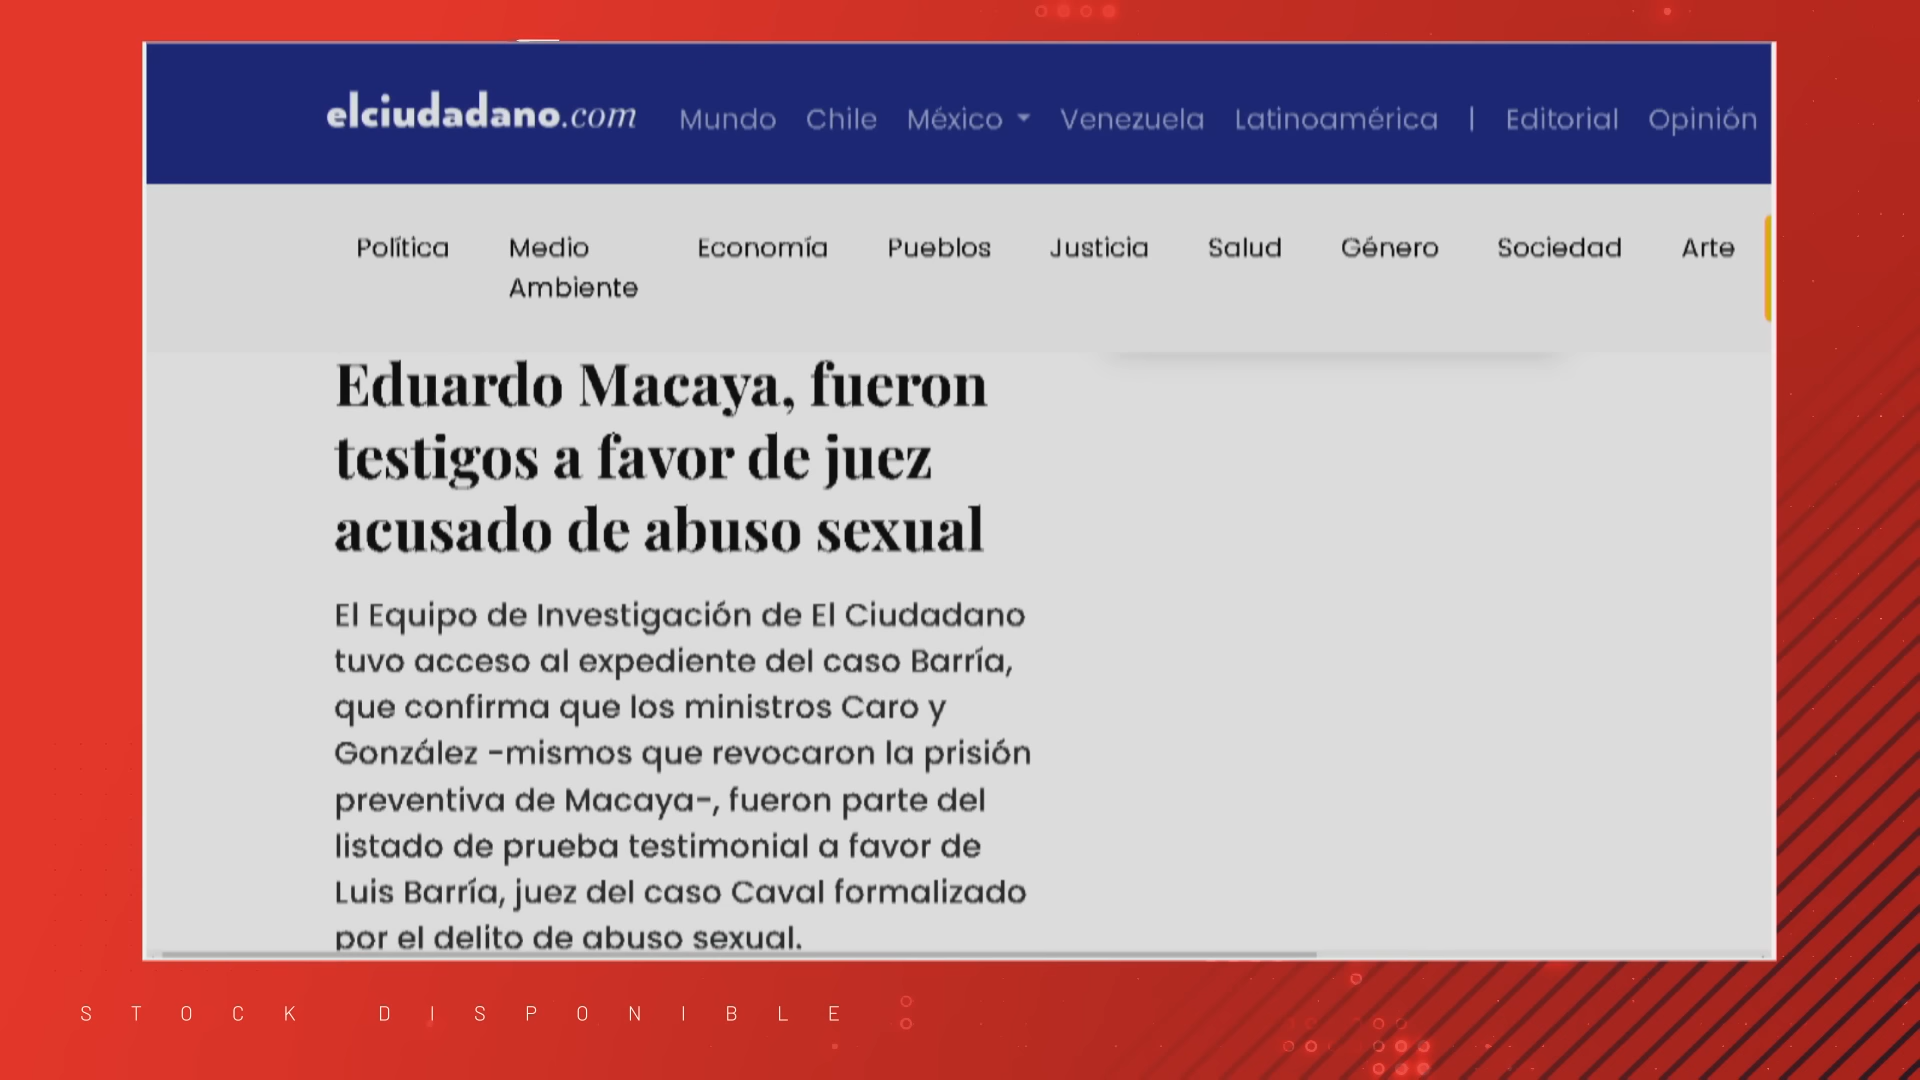 elciudadano.com Mundo Chile México Venezuela Latinoamérica | Editorial Opinión
Política Medio Ambiente Economía Pueblos Justicia Salud Género Sociedad Arte
Eduardo Macaya, fueron
testigos a favor de juez
acusado de abuso sexual
El Equipo de Investigación de El Ciudadano
tuvo acceso al expediente del caso Barría,
que confirma que los ministros Caro y
González -mismos que revocaron la prisión
preventiva de Macaya-, fueron parte del
listado de prueba testimonial a favor de
Luis Barría, juez del caso Caval formalizado
por el delito de abuso sexual.
STOCK DISPONIBLE